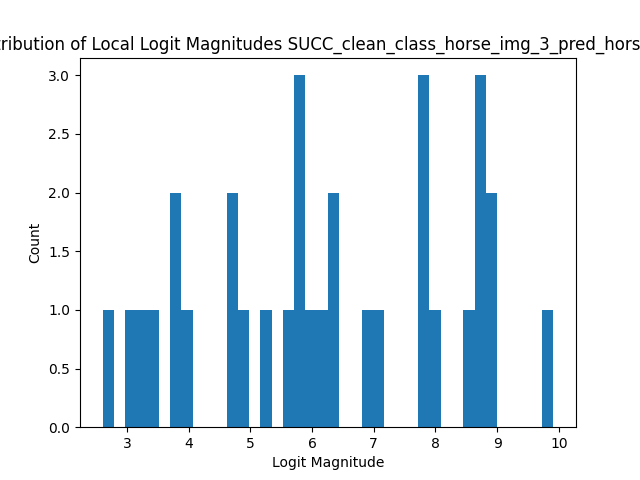 tribution of Local Logit Magnitudes SUCC_clean_class_horse_img_3_pred_hors
3.0
2.5
2.0
1.5
1.0
0.5
0.0
Count
3 4 5 6 7 8 9 10
Logit Magnitude